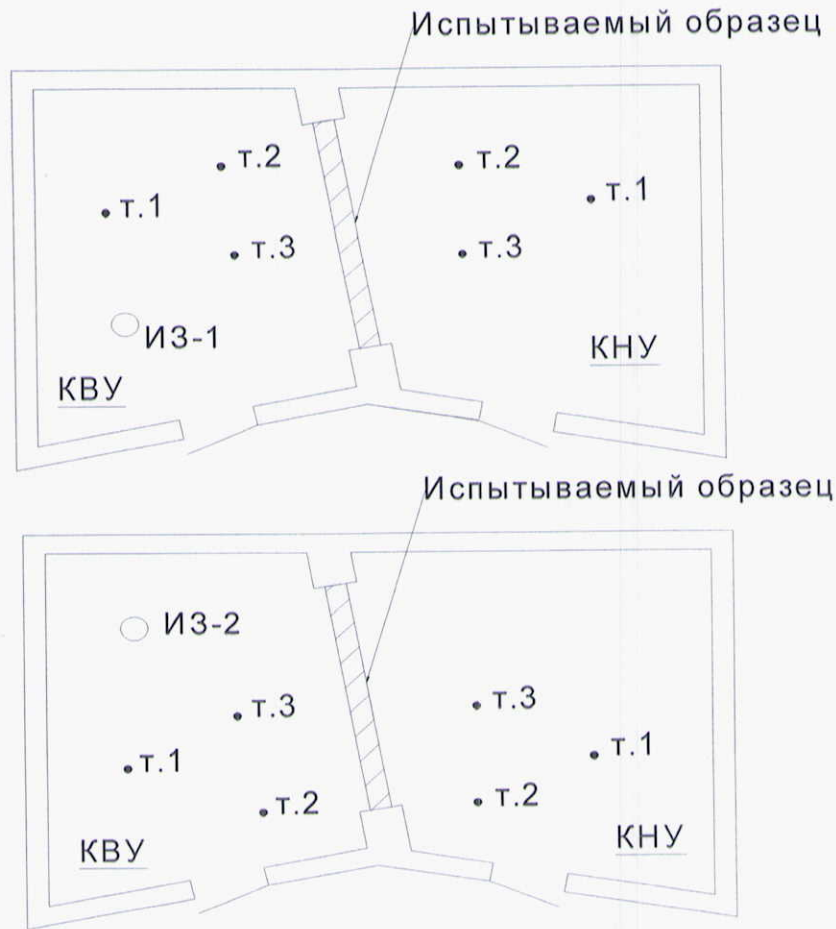 Испытываемый образец
т.2
т.2
т.1
т.1
т.3
т.3
ИЗ-1
КНУ
КВУ
Испытываемый образец
ИЗ-2
т.3
т.3
т.1
т.1
т.2
т.2
КВУ
КНУ